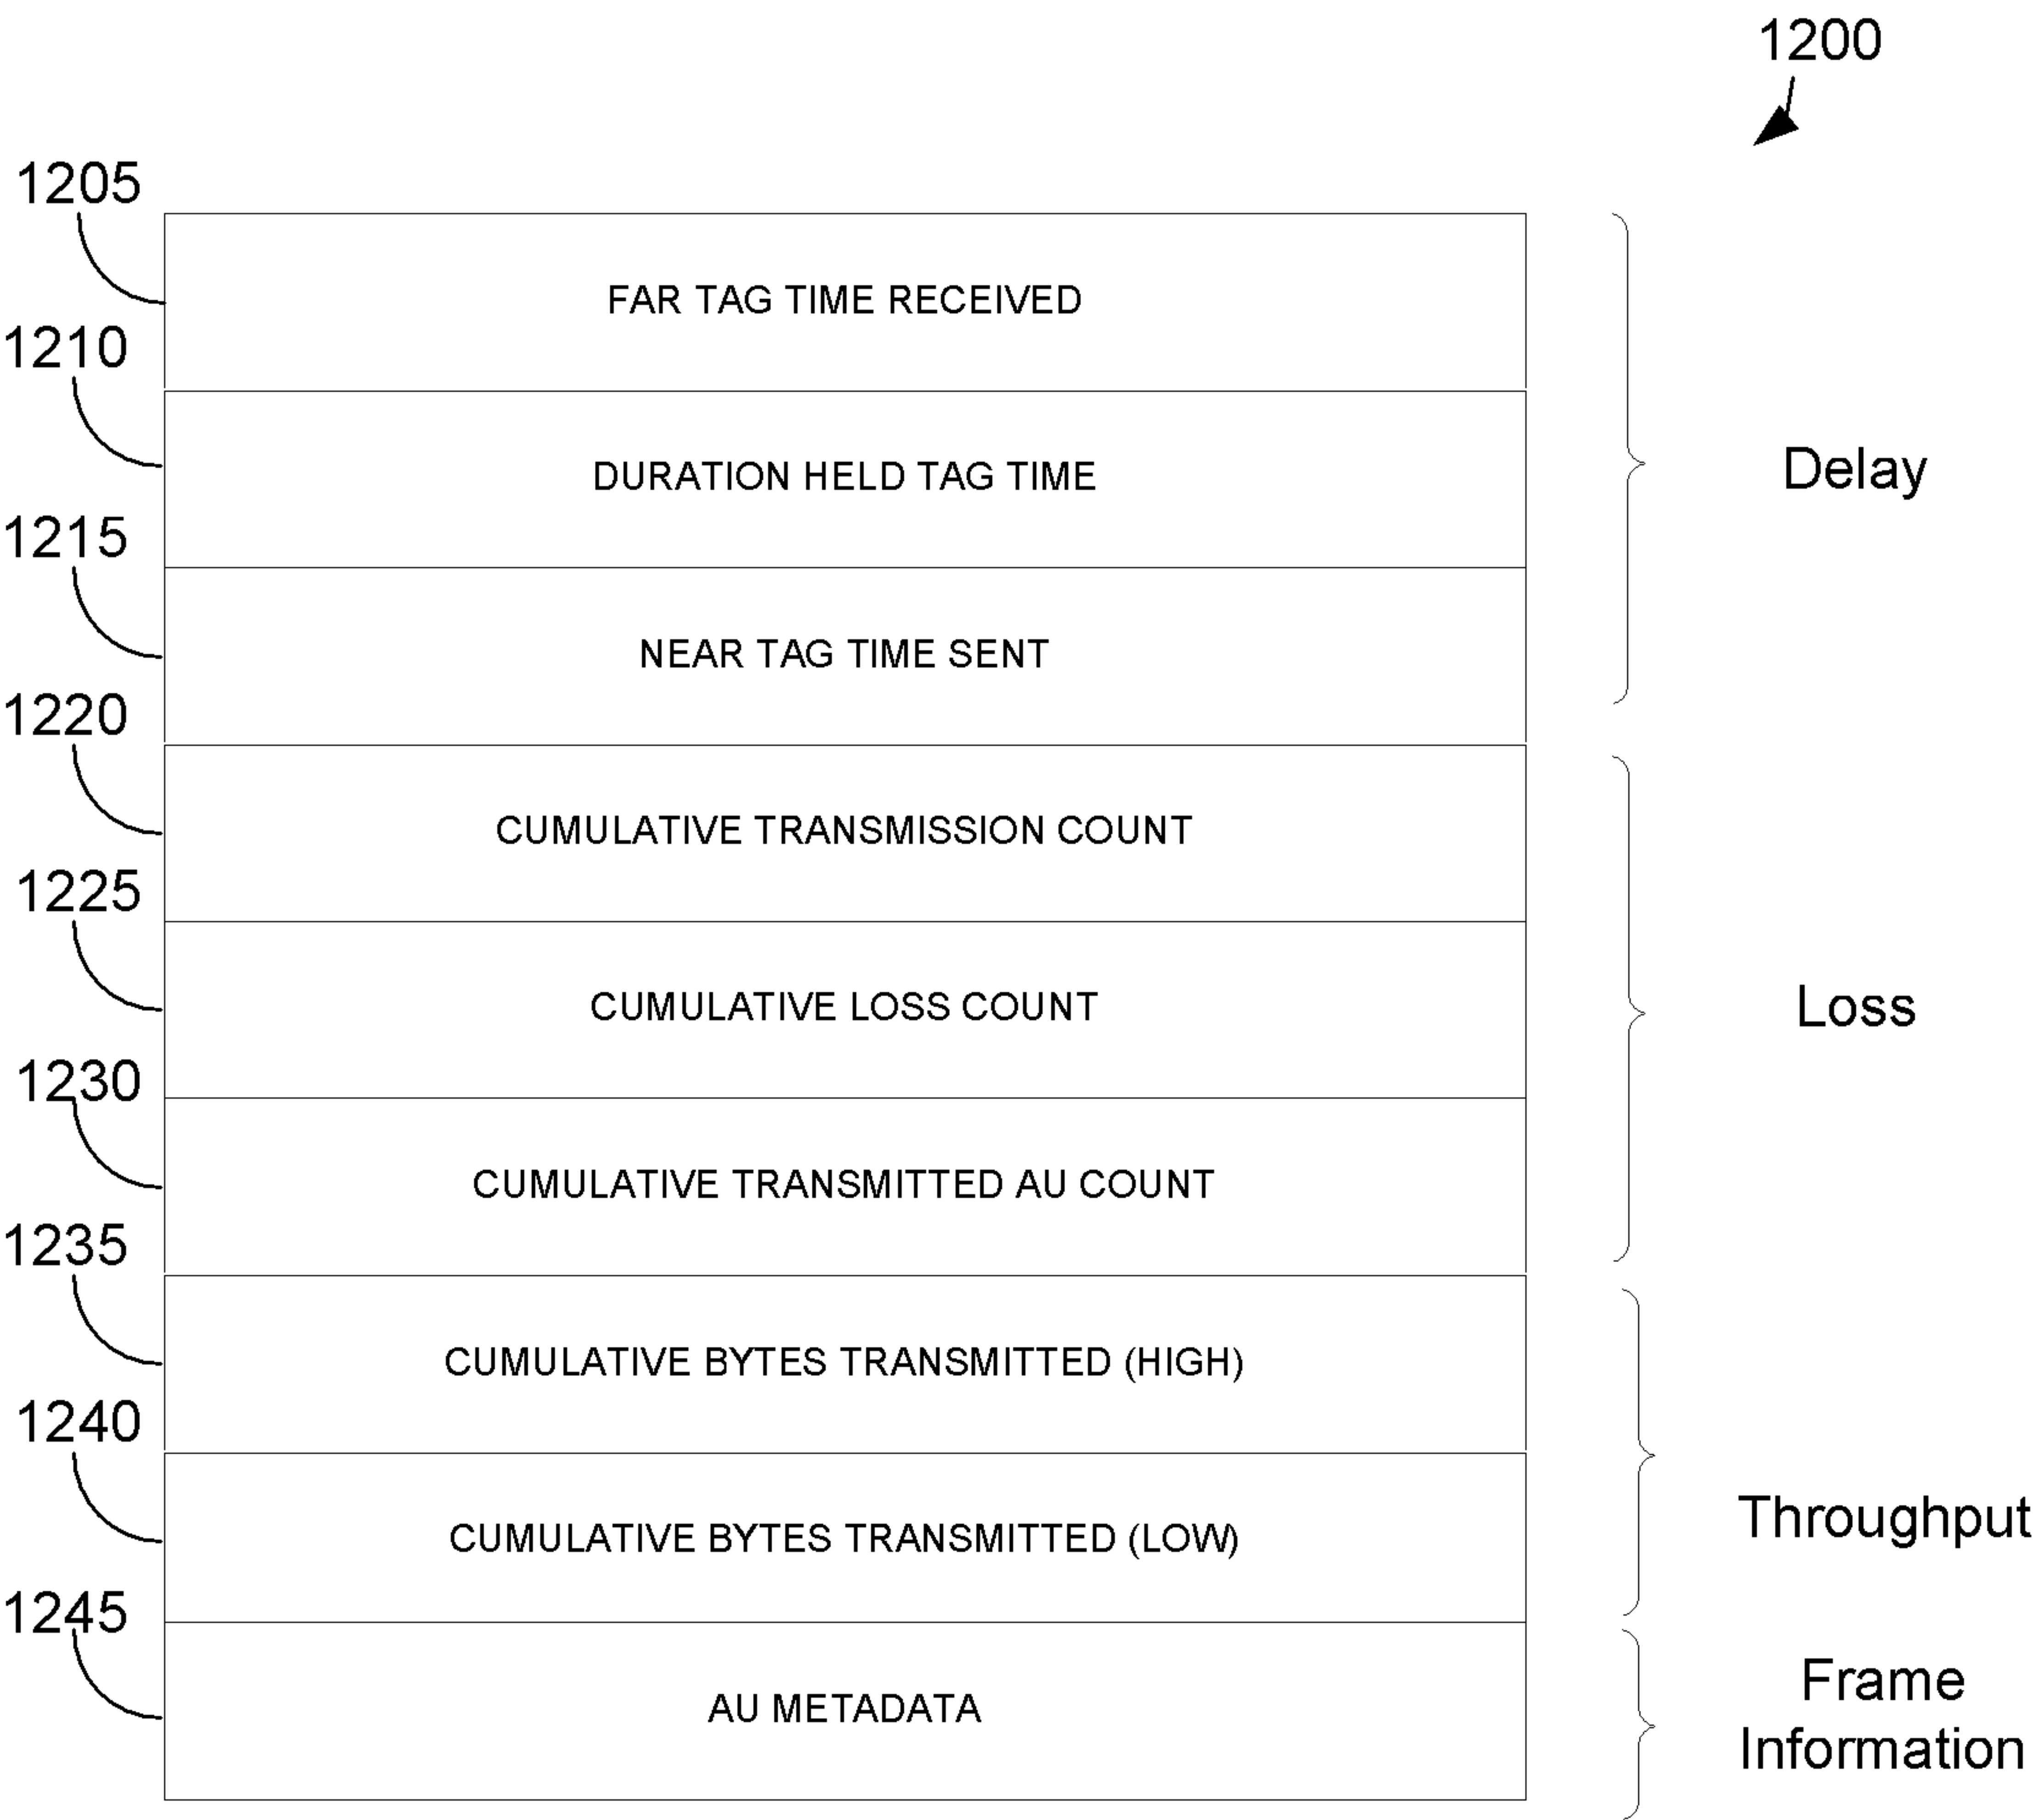 1200
1205
FAR TAG TIME RECEIVED
1210
DURATION HELD TAG TIME
Delay
1215
NEAR TAG TIME SENT
1220
CUMULATIVE TRANSMISSION COUNT
1225
CUMULATIVE LOSS COUNT
Loss
1230
CUMULATIVE TRANSMITTED AU COUNT
1235
CUMULATIVE BYTES TRANSMITTED (HIGH)
1240
CUMULATIVE BYTES TRANSMITTED (LOW)
Throughput
1245
AU METADATA
Frame
Information